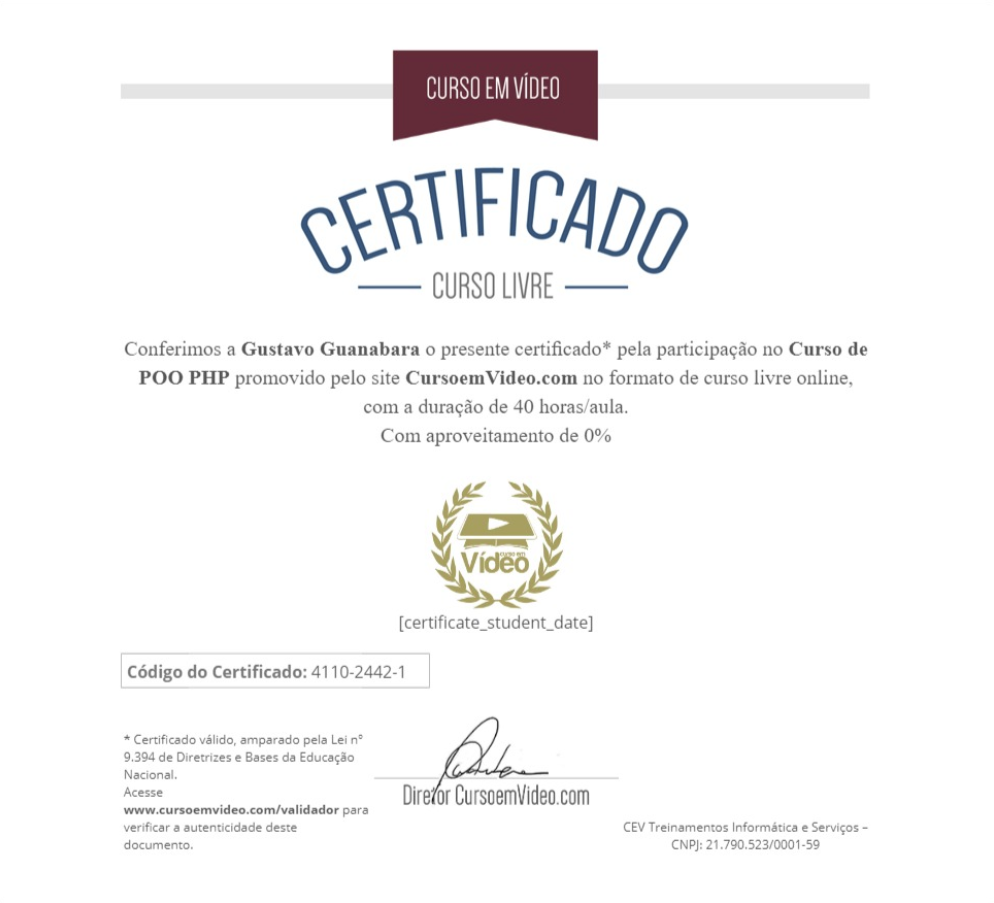 CURSO EM VÍDEO
CERTIFICADO
CURSO LIVRE
Conferimos a Gustavo Guanabara o presente certificado* pela participação no Curso de
POO PHP promovido pelo site CursoemVideo.com no formato de curso livre online,
com a duração de 40 horas/aula.
Com aproveitamento de 0%
curso em
Vídeo
[certificate_student_date]
Código do Certificado: 4110-2442-1
* Certificado válido, amparado pela Lei nº
9.394 de Diretrizes e Bases da Educação
Nacional.
Acesse
www.cursoemvideo.com/validador para
verificar a autenticidade deste
documento.
Diretor CursoemVideo.com
CEV Treinamentos Informática e Serviços –
CNPJ: 21.790.523/0001-59